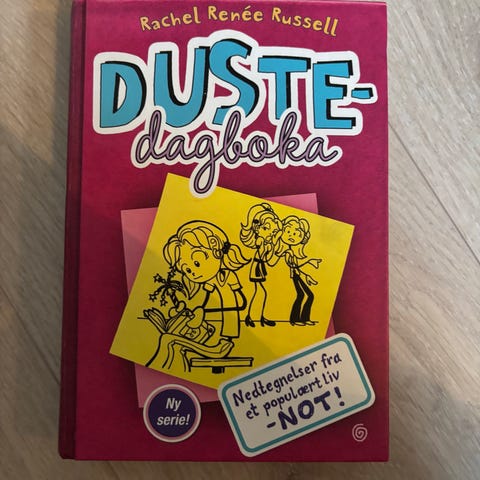 Rachel Renée Russell
DUSTE-
dagboka
Nedtegnelser fra
et populært liv
-NOT!
Ny
serie!